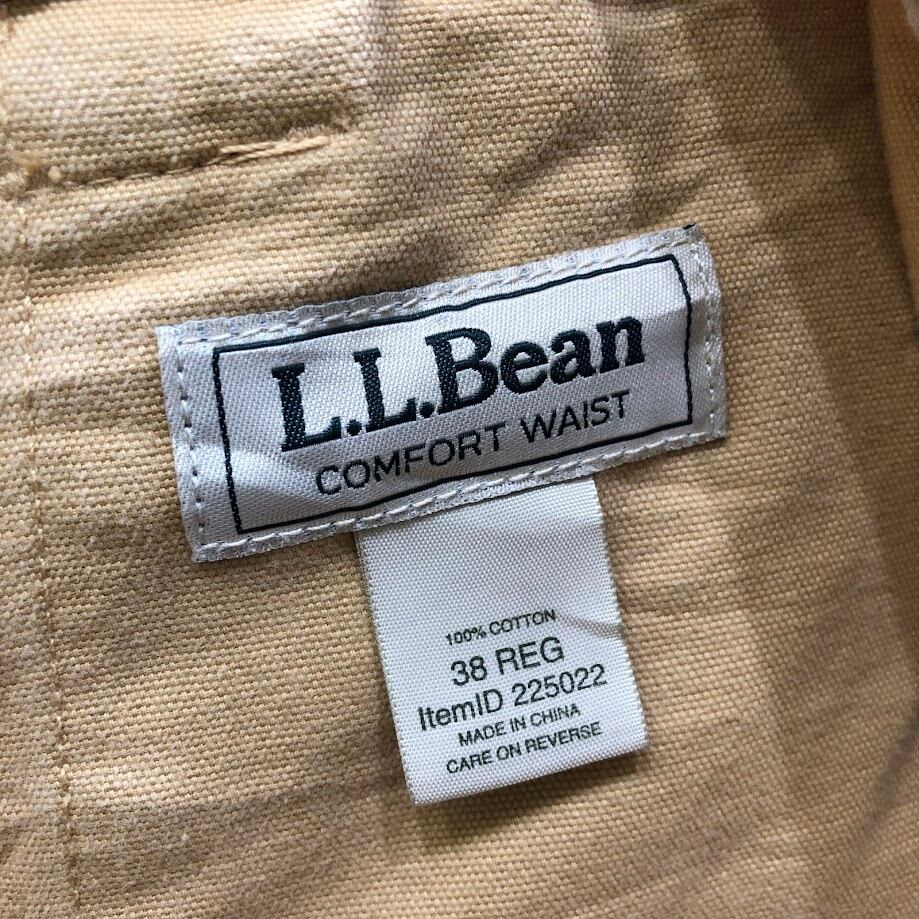 L.L.Bean
COMFORT WAIST
100% COTTON
38 REG
ItemID 225022
MADE IN CHINA
CARE ON REVERSE